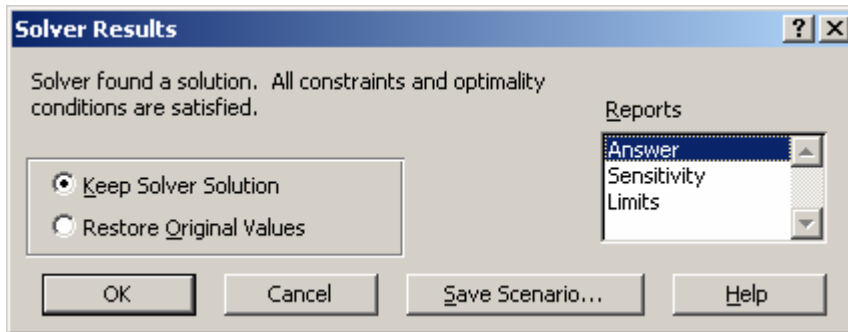 Solver Results
Solver found a solution. All constraints and optimality
conditions are satisfied.
Reports
Answer
Sensitivity
Limits
Keep Solver Solution
Restore Original Values
OK Cancel Save Scenario... Help